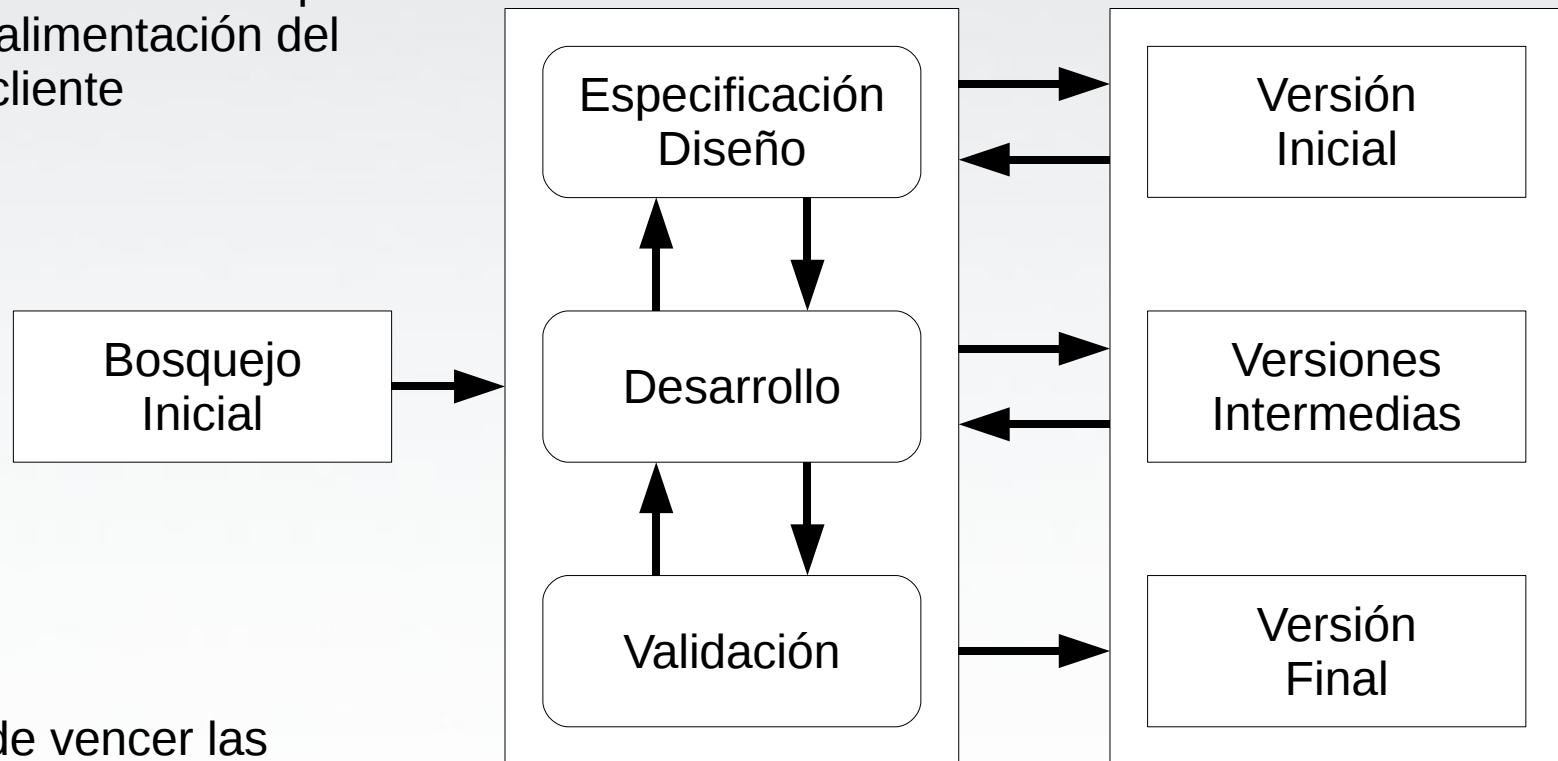 alimentación del
cliente
Especificación
Diseño
Versión
Inicial
Bosquejo
Inicial
Desarrollo
Versiones
Intermedias
Validación
Versión
Final
de vencer las